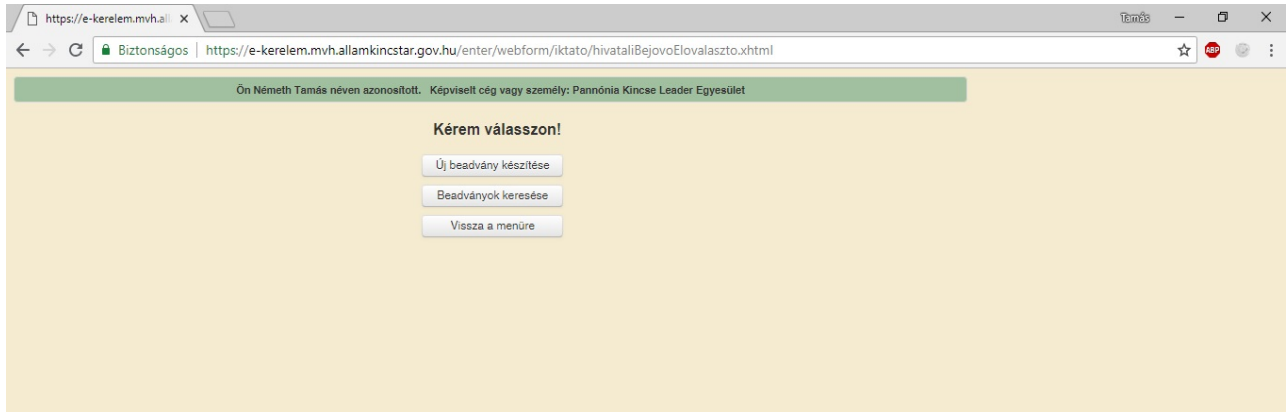 https://e-kerelem.mvh.all
Tamás
Biztonságos | https://e-kerelem.mvh.allamkincstar.gov.hu/enter/webform/iktato/hivataliBejovoElovalaszto.xhtml
ABP
Ön Németh Tamás néven azonosított. Képviselt cég vagy személy: Pannónia Kincse Leader Egyesület
Kérem válasszon!
Új beadvány készítése
Beadványok keresése
Vissza a menüre